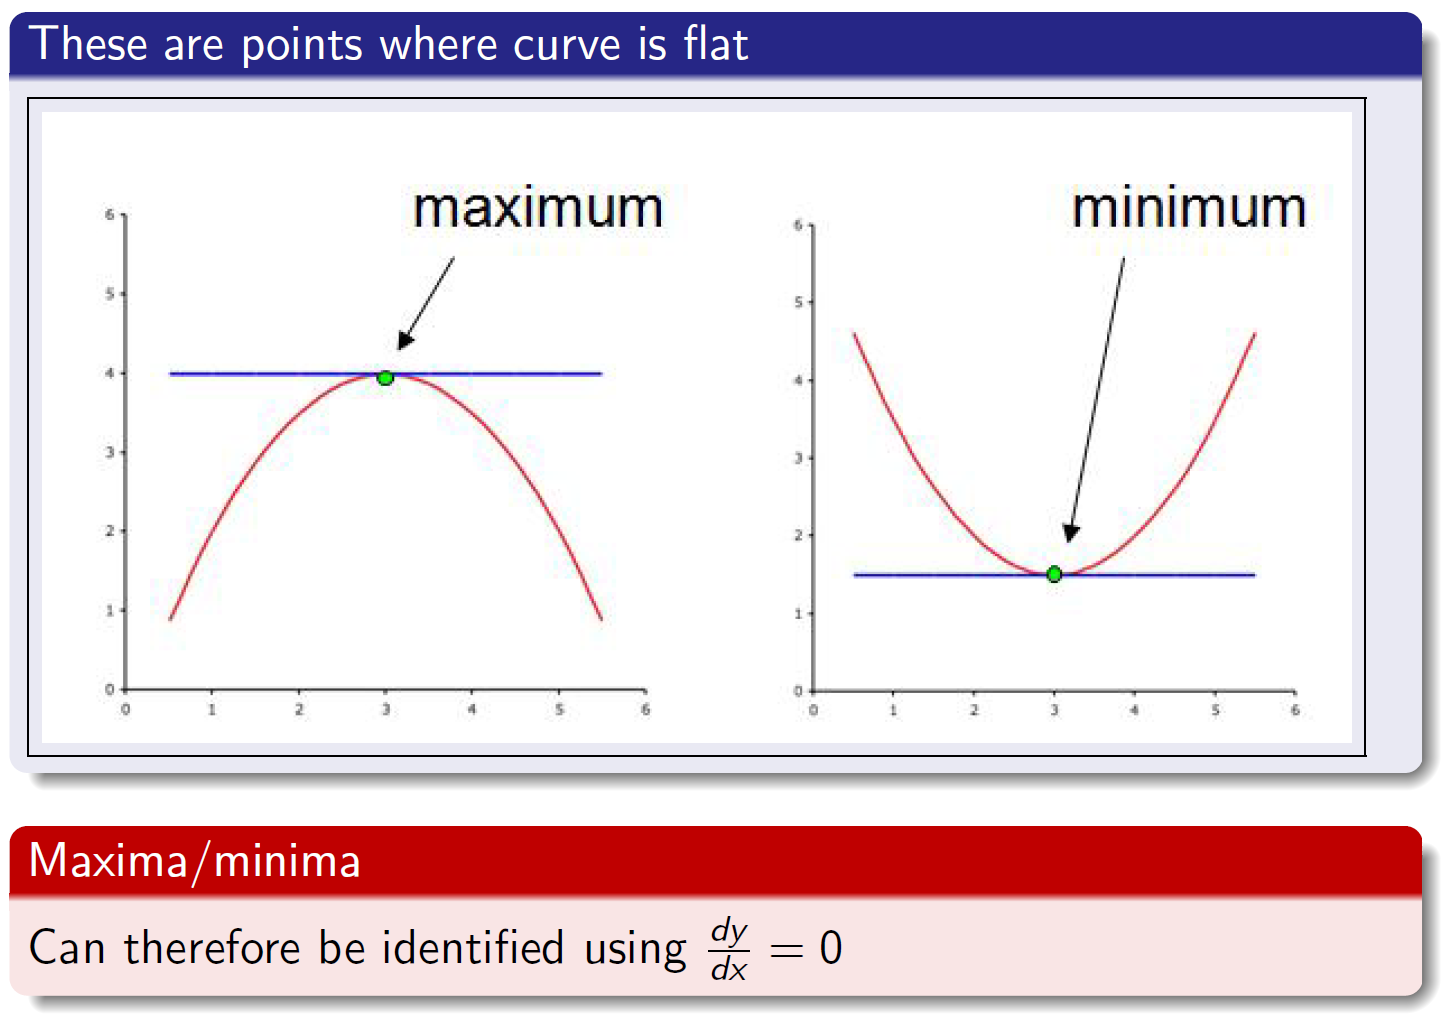 These are points where curve is flat
maximum
6
5
4
3
2
1
0
0 1 2 3 4 5 6
minimum
6
5
4
3
2
1
0
0 1 2 3 4 5 6
Maxima/minima
Can therefore be identified using dy/dx = 0